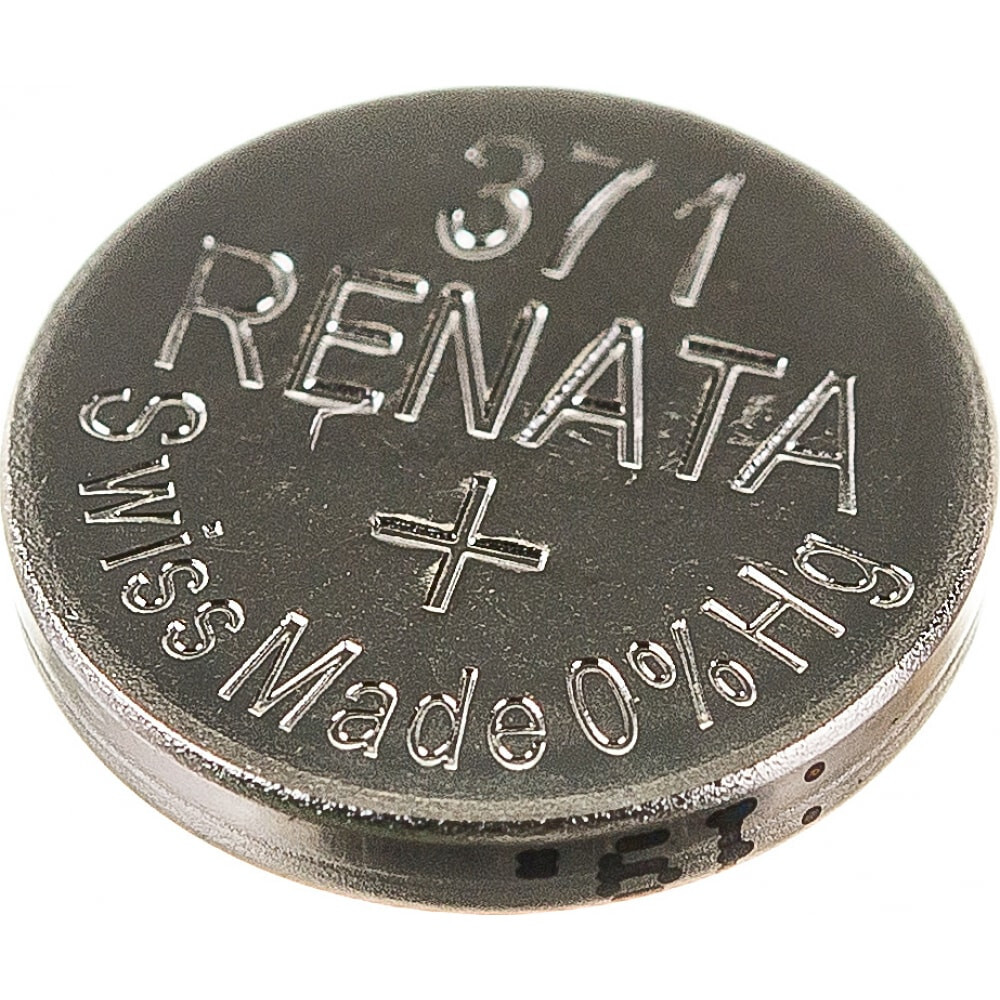 371
RENATA
+
Swiss Made 0% Hg